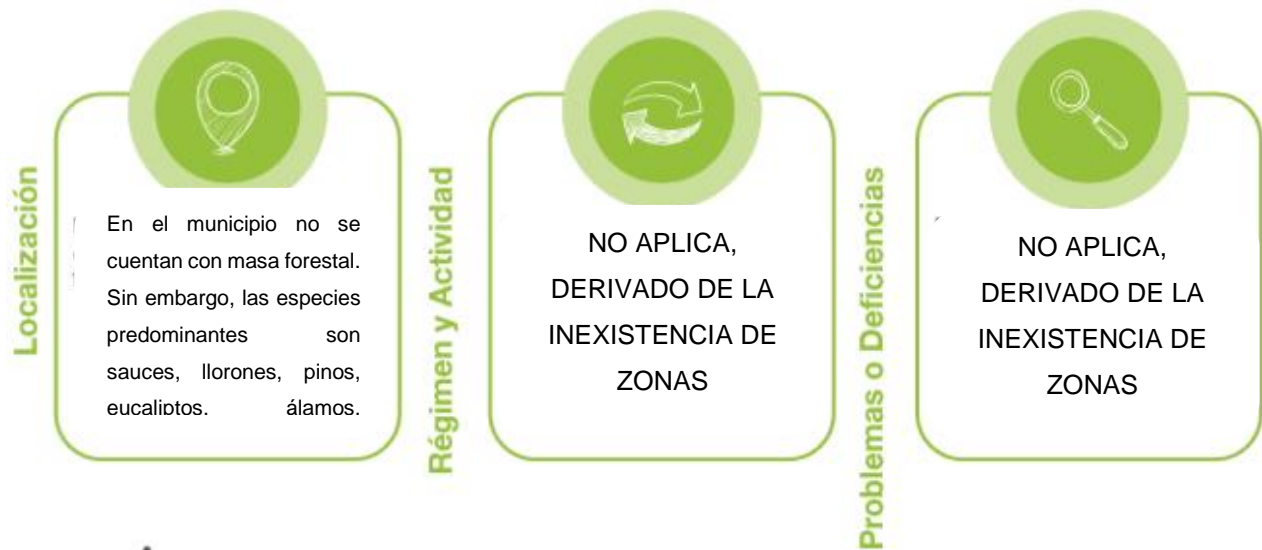 Localización
En el municipio no se
cuentan con masa forestal.
Sin embargo, las especies
predominantes son
sauces, llorones, pinos,
eucaliptos, álamos,
Régimen y Actividad
NO APLICA,
DERIVADO DE LA
INEXISTENCIA DE
ZONAS
Problemas o Deficiencias
NO APLICA,
DERIVADO DE LA
INEXISTENCIA DE
ZONAS